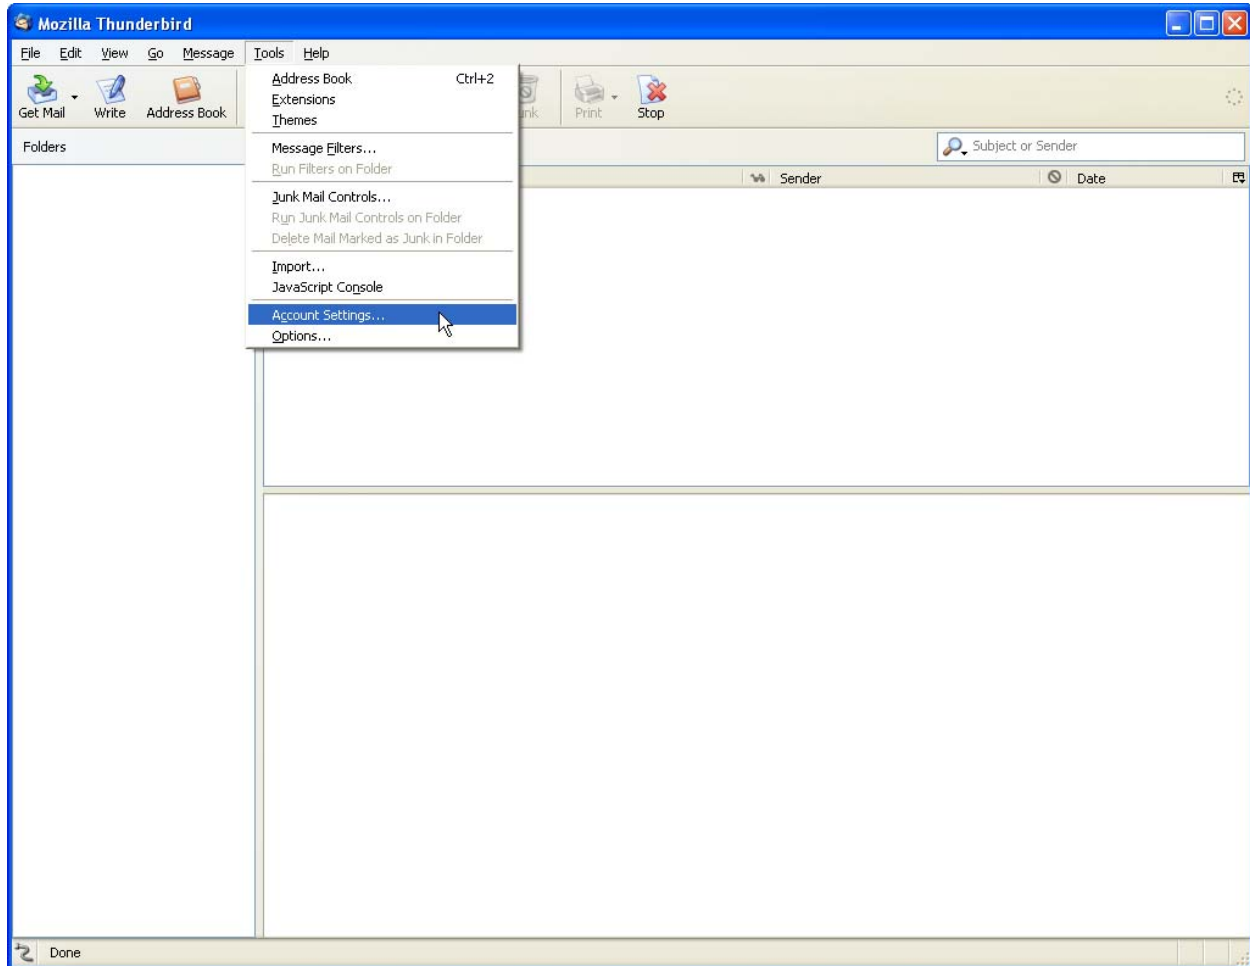 Mozilla Thunderbird
File Edit View Go Message Tools Help
Get Mail Write Address Book Print Stop
Address Book Ctrl+2
Extensions
Themes
Message Filters...
Run Filters on Folder
Junk Mail Controls...
Run Junk Mail Controls on Folder
Delete Mail Marked as Junk in Folder
Import...
JavaScript Console
Account Settings...
Options...
Folders
Subject or Sender
Sender Date
Done